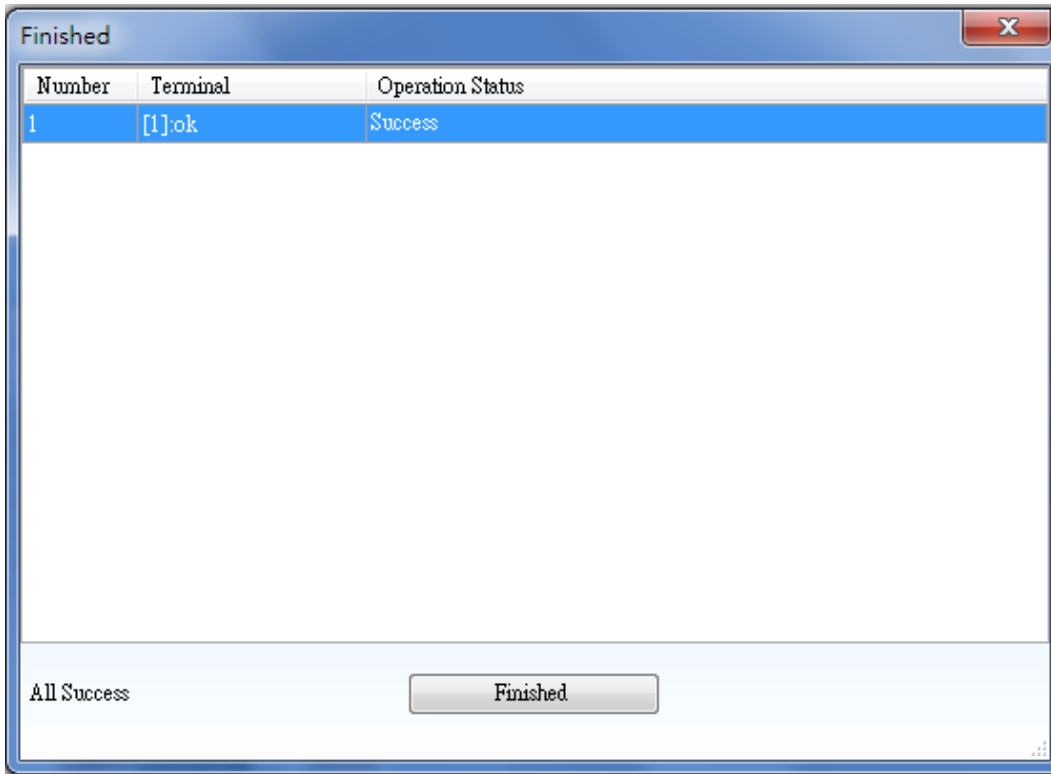 Finished
Number Terminal Operation Status
1 [1]:ok Success
All Success Finished